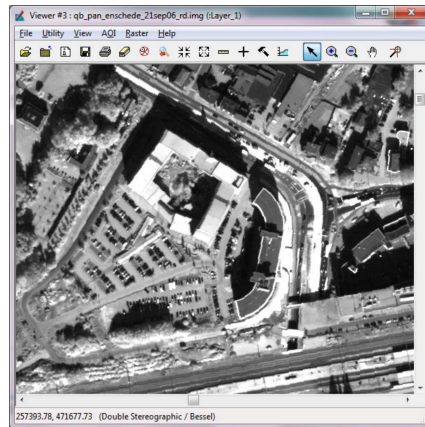 Viewer #3 : qb_pan_enschede_21sep06_rd.img (:Layer_1)
File Utility View AOI Raster Help
257393.78, 471677.73 (Double Stereographic / Bessel)